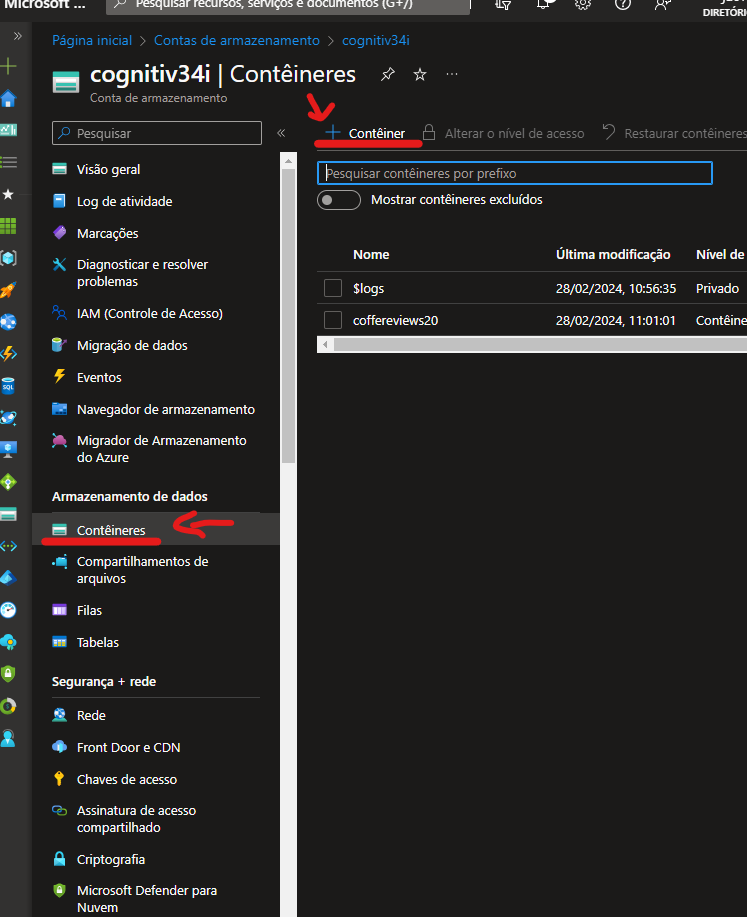 Microsoft ...
Pesquisar recursos, serviços e documentos (G+/)
DIRETÓRI
Página inicial > Contas de armazenamento > cognitiv34i
cognitiv34i | Contêineres
Conta de armazenamento
Pesquisar
Contêiner
Alterar o nível de acesso
Restaurar contêineres
Pesquisar contêineres por prefixo
Mostrar contêineres excluídos
Nome Última modificação Nível de
$logs 28/02/2024, 10:56:35 Privado
coffereviews20 28/02/2024, 11:01:01 Contêine
Visão geral
Log de atividade
Marcações
Diagnosticar e resolver
problemas
IAM (Controle de Acesso)
Migração de dados
Eventos
Navegador de armazenamento
Migrador de Armazenamento
do Azure
Armazenamento de dados
Contêineres
Compartilhamentos de
arquivos
Filas
Tabelas
Segurança + rede
Rede
Front Door e CDN
Chaves de acesso
Assinatura de acesso
compartilhado
Criptografia
Microsoft Defender para
Nuvem